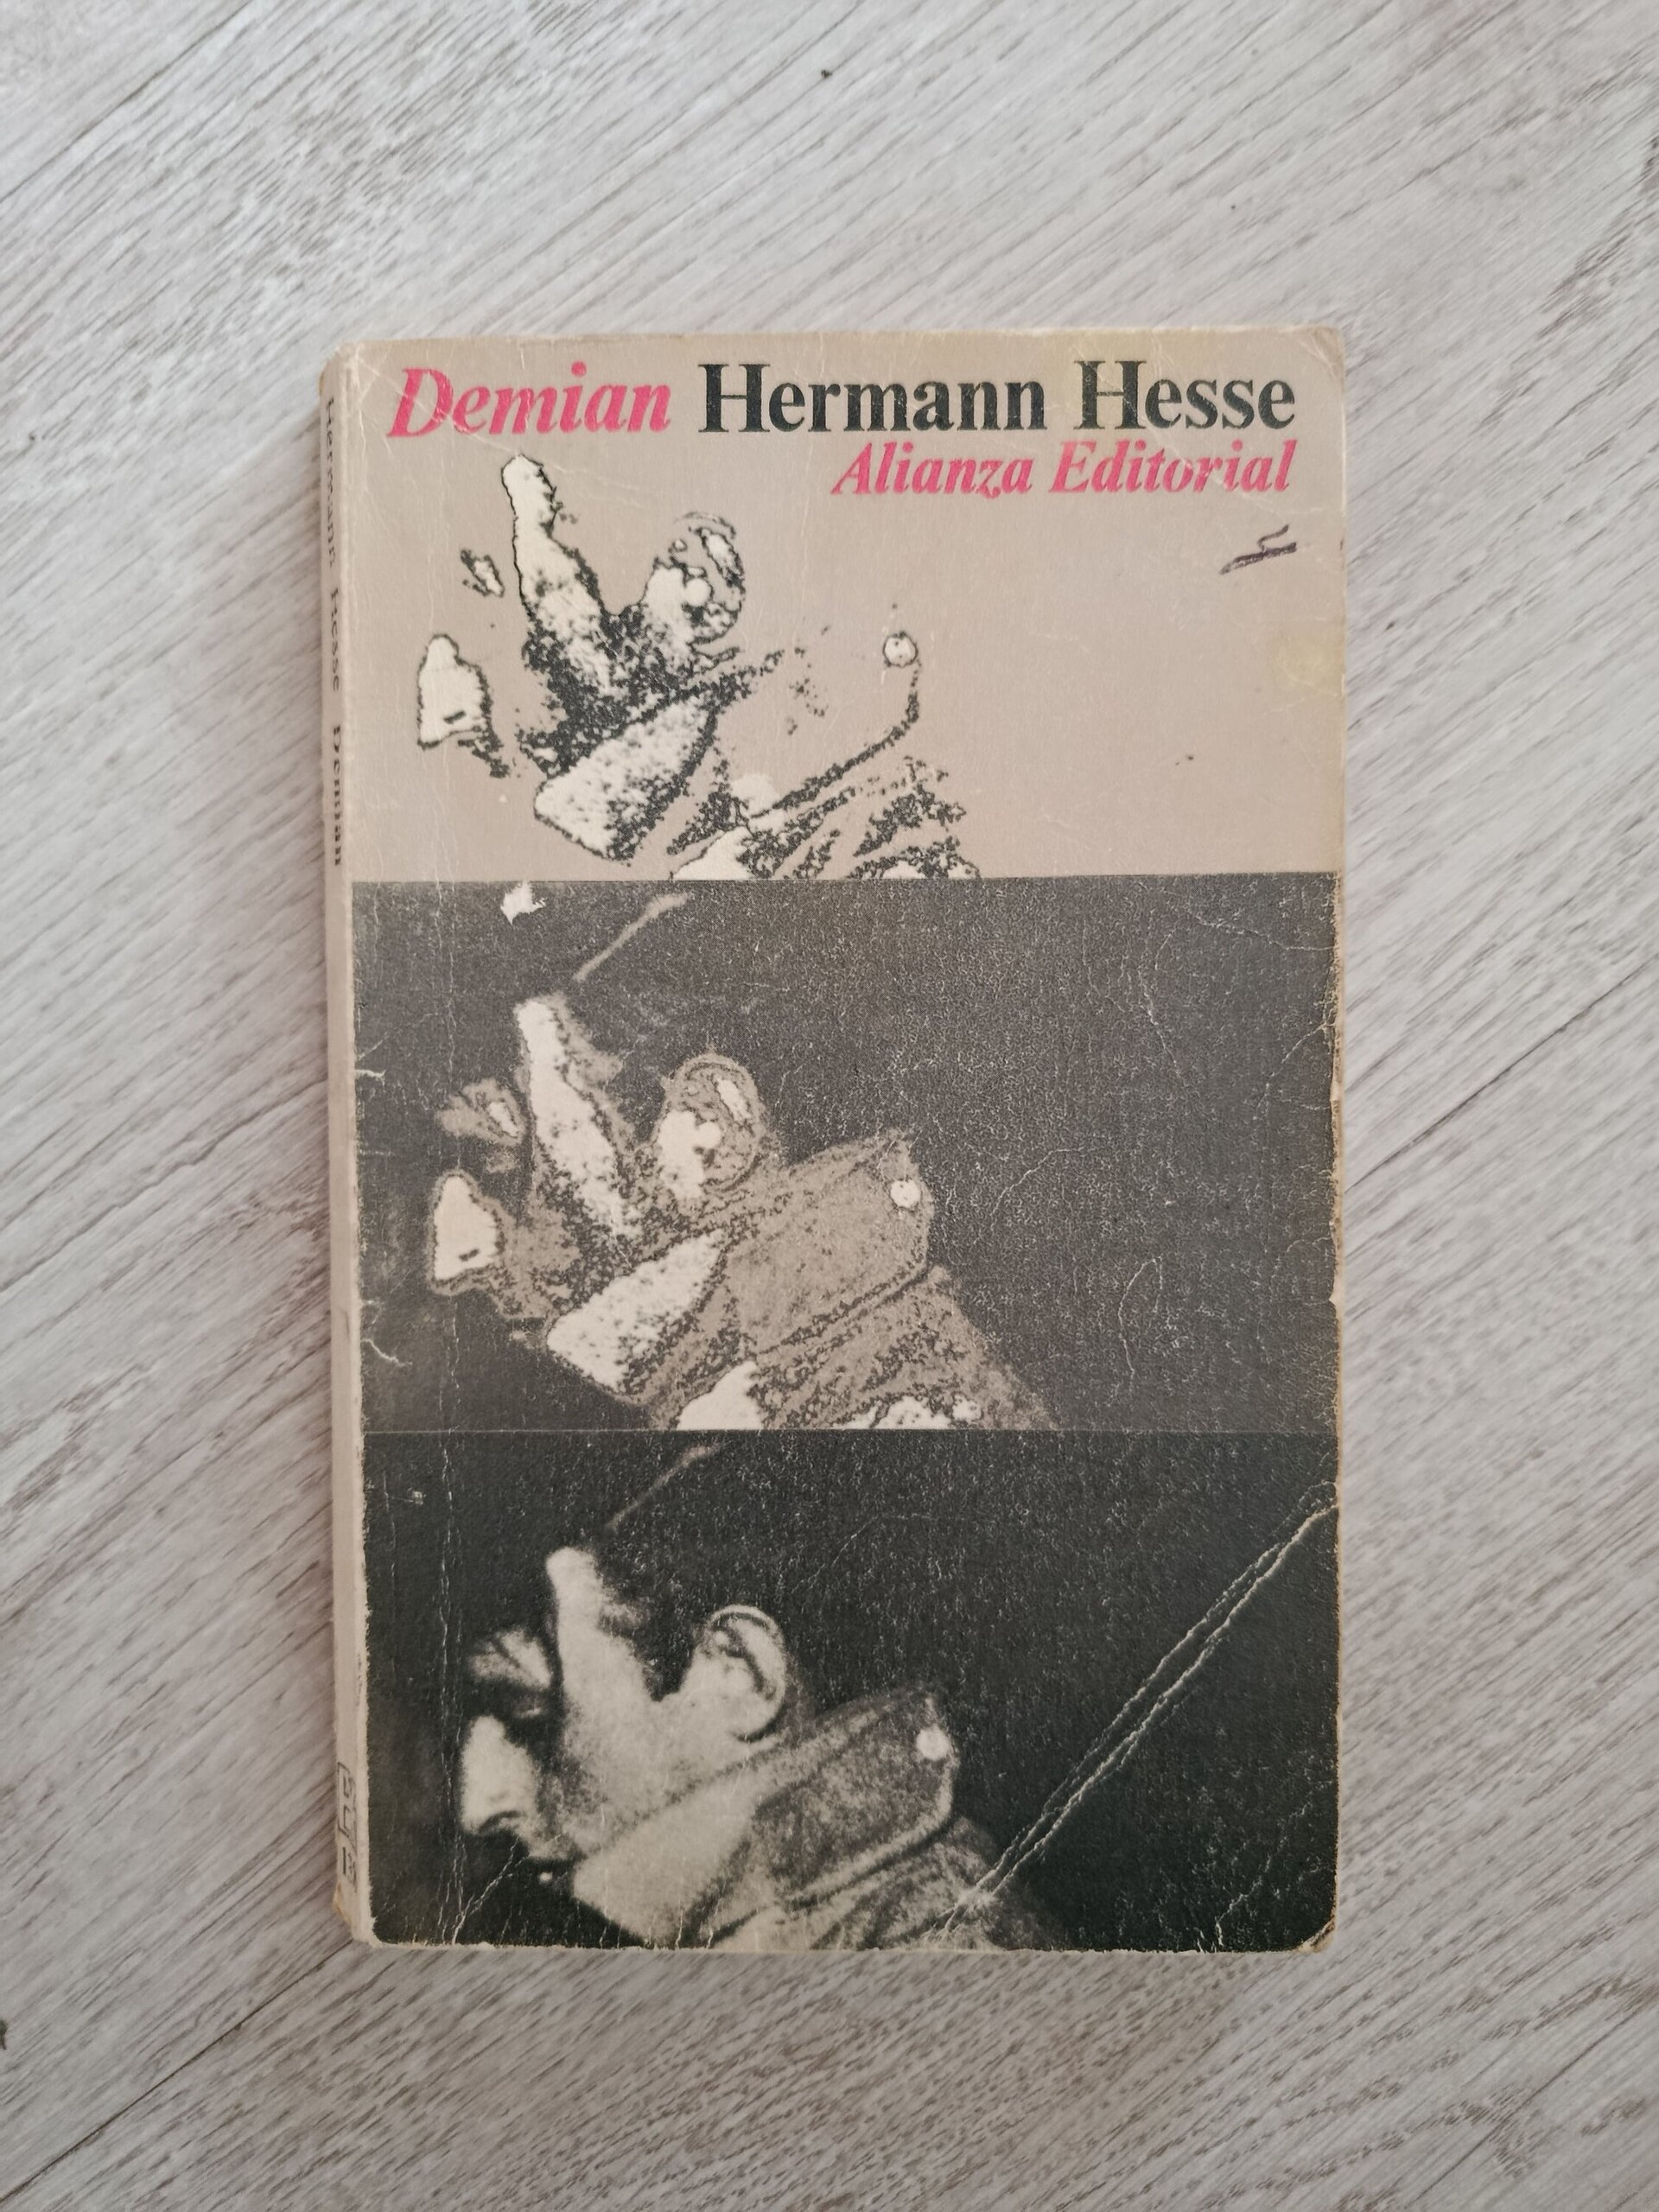 Demian Hermann Hesse
Alianza Editorial
Hermann Hesse Demian